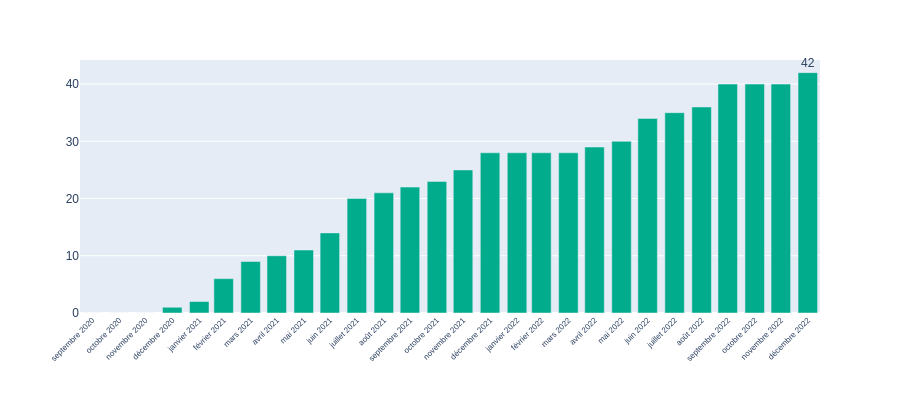 42
40
30
20
10
0
septembre 2020
octobre 2020
novembre 2020
décembre 2020
janvier 2021
février 2021
mars 2021
avril 2021
mai 2021
juin 2021
juillet 2021
août 2021
septembre 2021
octobre 2021
novembre 2021
décembre 2021
janvier 2022
février 2022
mars 2022
avril 2022
mai 2022
juin 2022
juillet 2022
août 2022
septembre 2022
octobre 2022
novembre 2022
décembre 2022